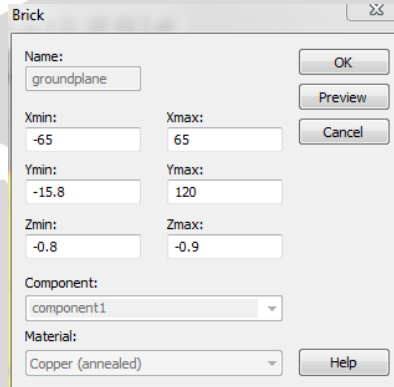 Brick
Name:
groundplane
OK
Preview
Xmin:
Xmax:
Cancel
-65
65
Ymin:
Ymax:
-15.8
120
Zmin:
Zmax:
-0.8
-0.9
Component:
component1
Material:
Copper (annealed)
Help